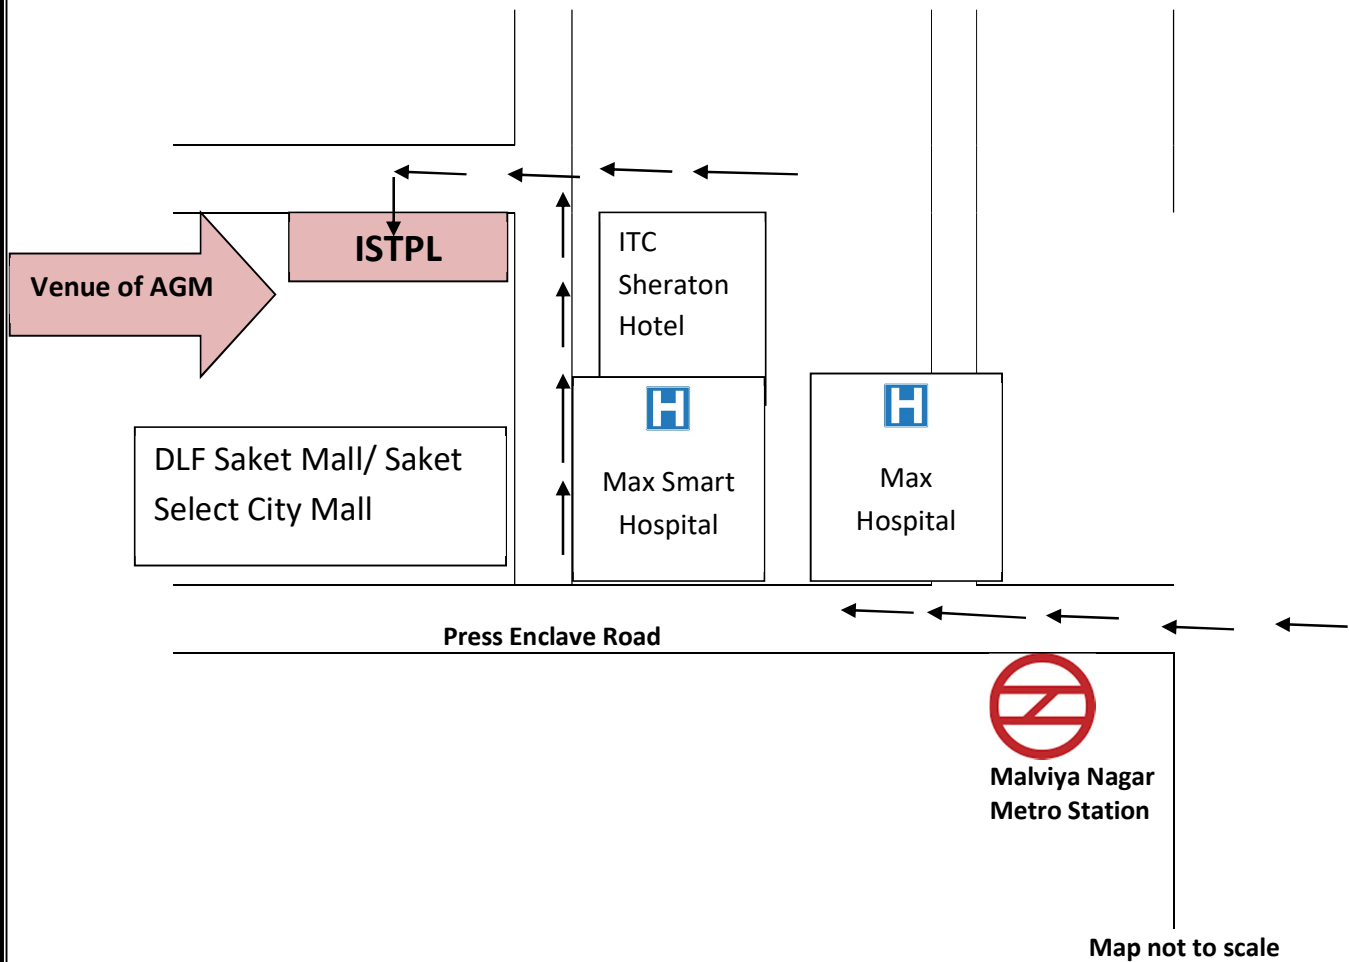 ISTPL
Venue of AGM
ITC
Sheraton
Hotel
DLF Saket Mall/ Saket
Select City Mall
H
Max Smart
Hospital
H
Max
Hospital
Press Enclave Road
Malviya Nagar
Metro Station
Map not to scale